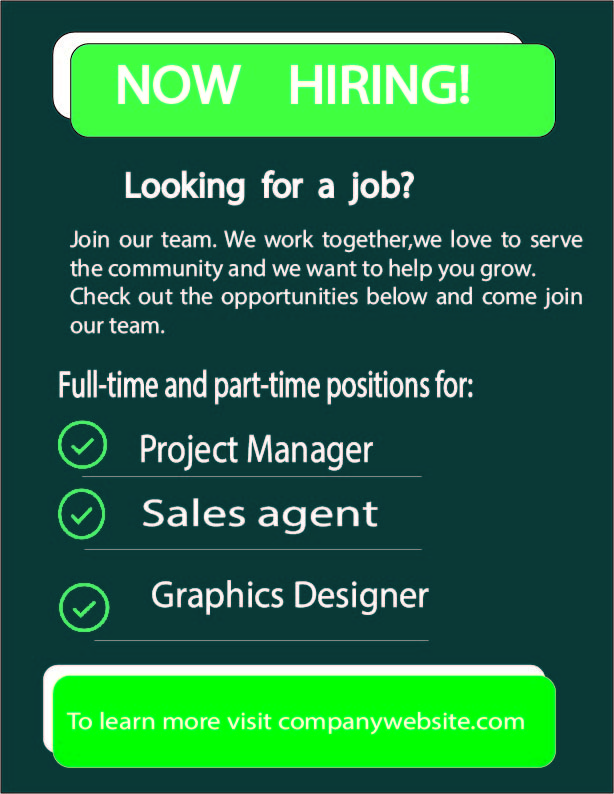 NOW HIRING!
Looking for a job?
Join our team. We work together,we love to serve
the community and we want to help you grow.
Check out the opportunities below and come join
our team.
Full-time and part-time positions for:
Project Manager
Sales agent
Graphics Designer
To learn more visit companywebsite.com